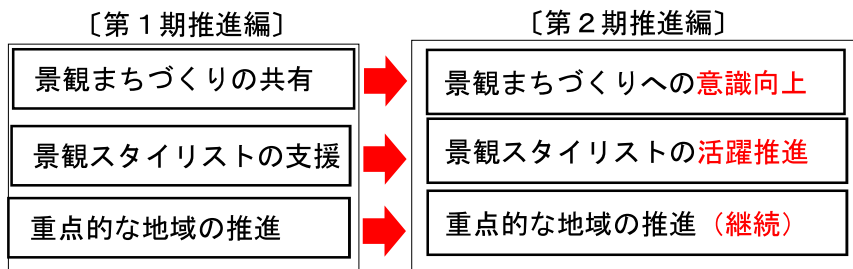 〔第１期推進編〕
景観まちづくりの共有
景観スタイリストの支援
重点的な地域の推進
〔第２期推進編〕
景観まちづくりへの意識向上
景観スタイリストの活躍推進
重点的な地域の推進（継続）